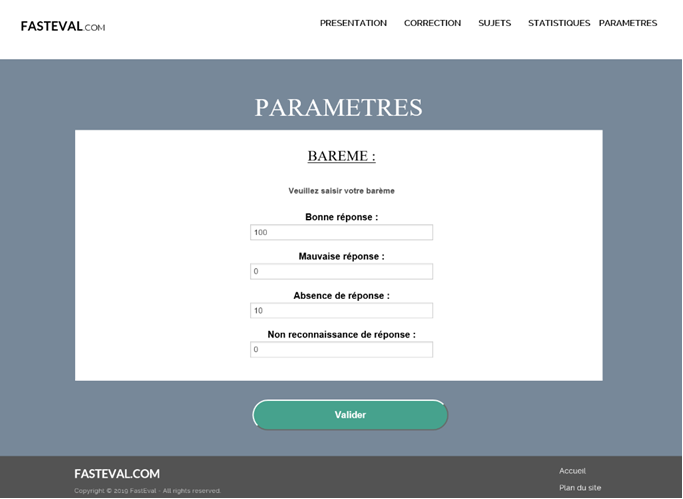 FASTEVAL.COM
PRESENTATION CORRECTION SUJETS STATISTIQUES PARAMETRES
PARAMETRES
BAREME :
Veuillez saisir votre barème
Bonne réponse :
100
Mauvaise réponse :
0
Absence de réponse :
10
Non reconnaissance de réponse :
0
Valider
FASTEVAL.COM
Copyright © 2019 FastEval - All rights reserved.
Accueil
Plan du site